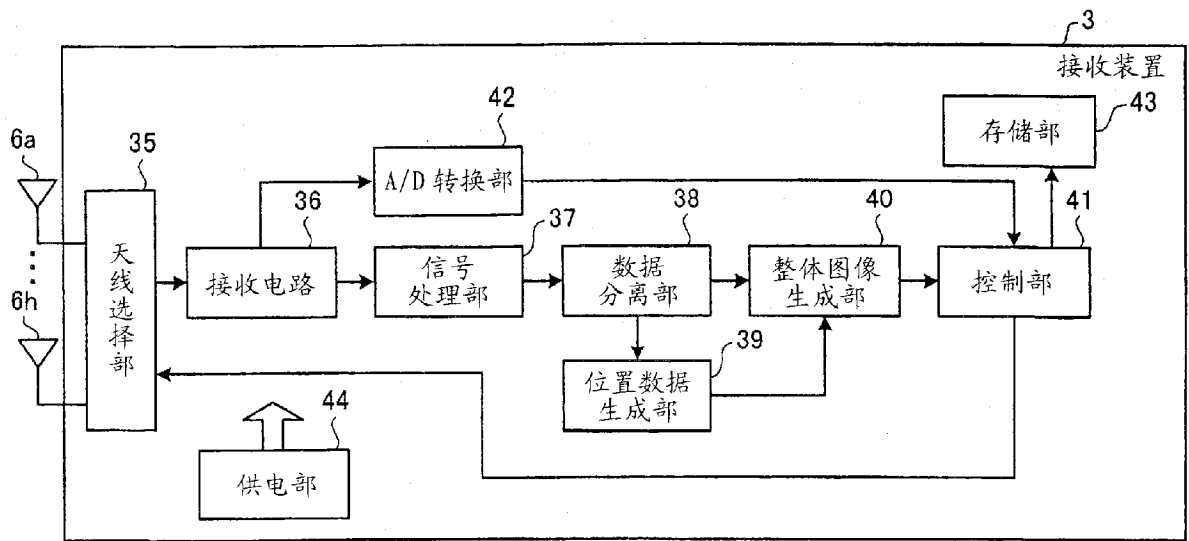 3
接收装置
43
存储部
42
A/D 转换部
6a
35
天线选择部
36
接收电路
37
信号
处理部
38
数据
分离部
40
整体图像
生成部
41
控制部
6h
39
位置数据
生成部
44
供电部